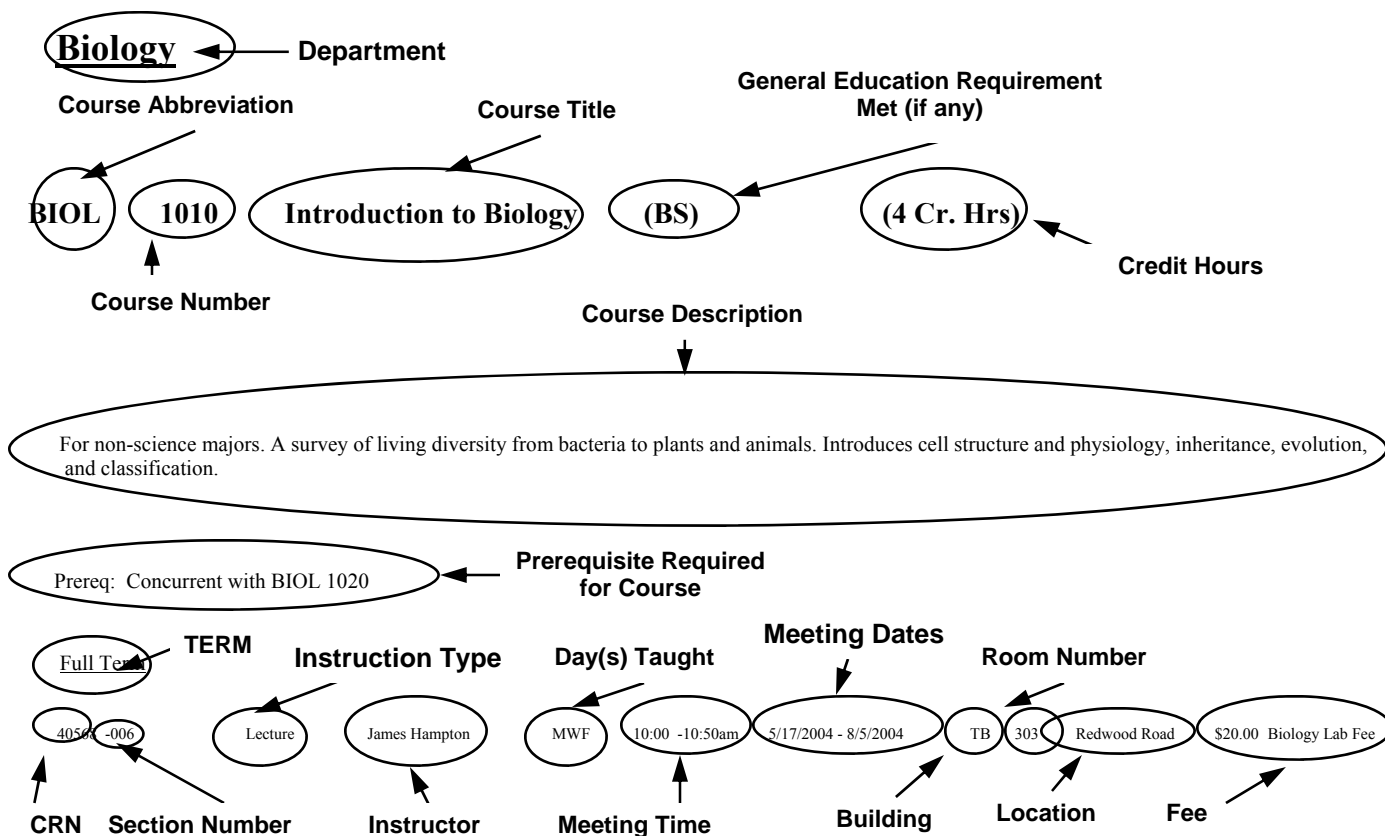 Biology
Department
General Education Requirement
Met (if any)
Course Abbreviation
Course Title
BIOL 1010 Introduction to Biology (BS) (4 Cr. Hrs)
Credit Hours
Course Number
Course Description
For non-science majors. A survey of living diversity from bacteria to plants and animals. Introduces cell structure and physiology, inheritance, evolution,
and classification.
Prereq: Concurrent with BIOL 1020
Prerequisite Required
for Course
Full Term
TERM
Instruction Type
Day(s) Taught
Meeting Dates
Room Number
40568 -006 Lecture James Hampton MWF 10:00 -10:50am 5/17/2004 - 8/5/2004 TB 303 Redwood Road $20.00 Biology Lab Fee
CRN Section Number Instructor Meeting Time Building Location Fee